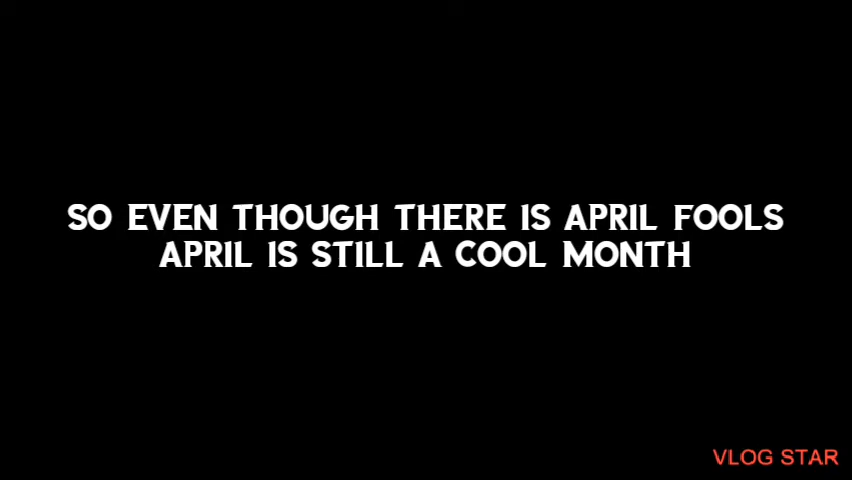 SO EVEN THOUGH THERE IS APRIL FOOLS
APRIL IS STILL A COOL MONTH
VLOG STAR